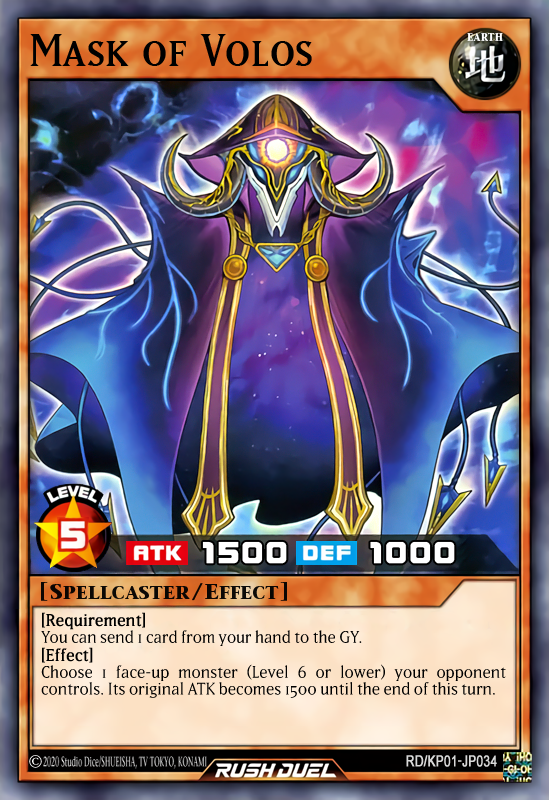 Mask of Volos
EARTH
地
LEVEL
5
ATK 1500 DEF 1000
[Spellcaster/Effect]
[Requirement]
You can send 1 card from your hand to the GY.
[Effect]
Choose 1 face-up monster (Level 6 or lower) your opponent
controls. Its original ATK becomes 1500 until the end of this turn.
©2020 Studio Dice/SHUEISHA, TV TOKYO, KONAMI
RUSH DUEL
RD/KP01-JP034